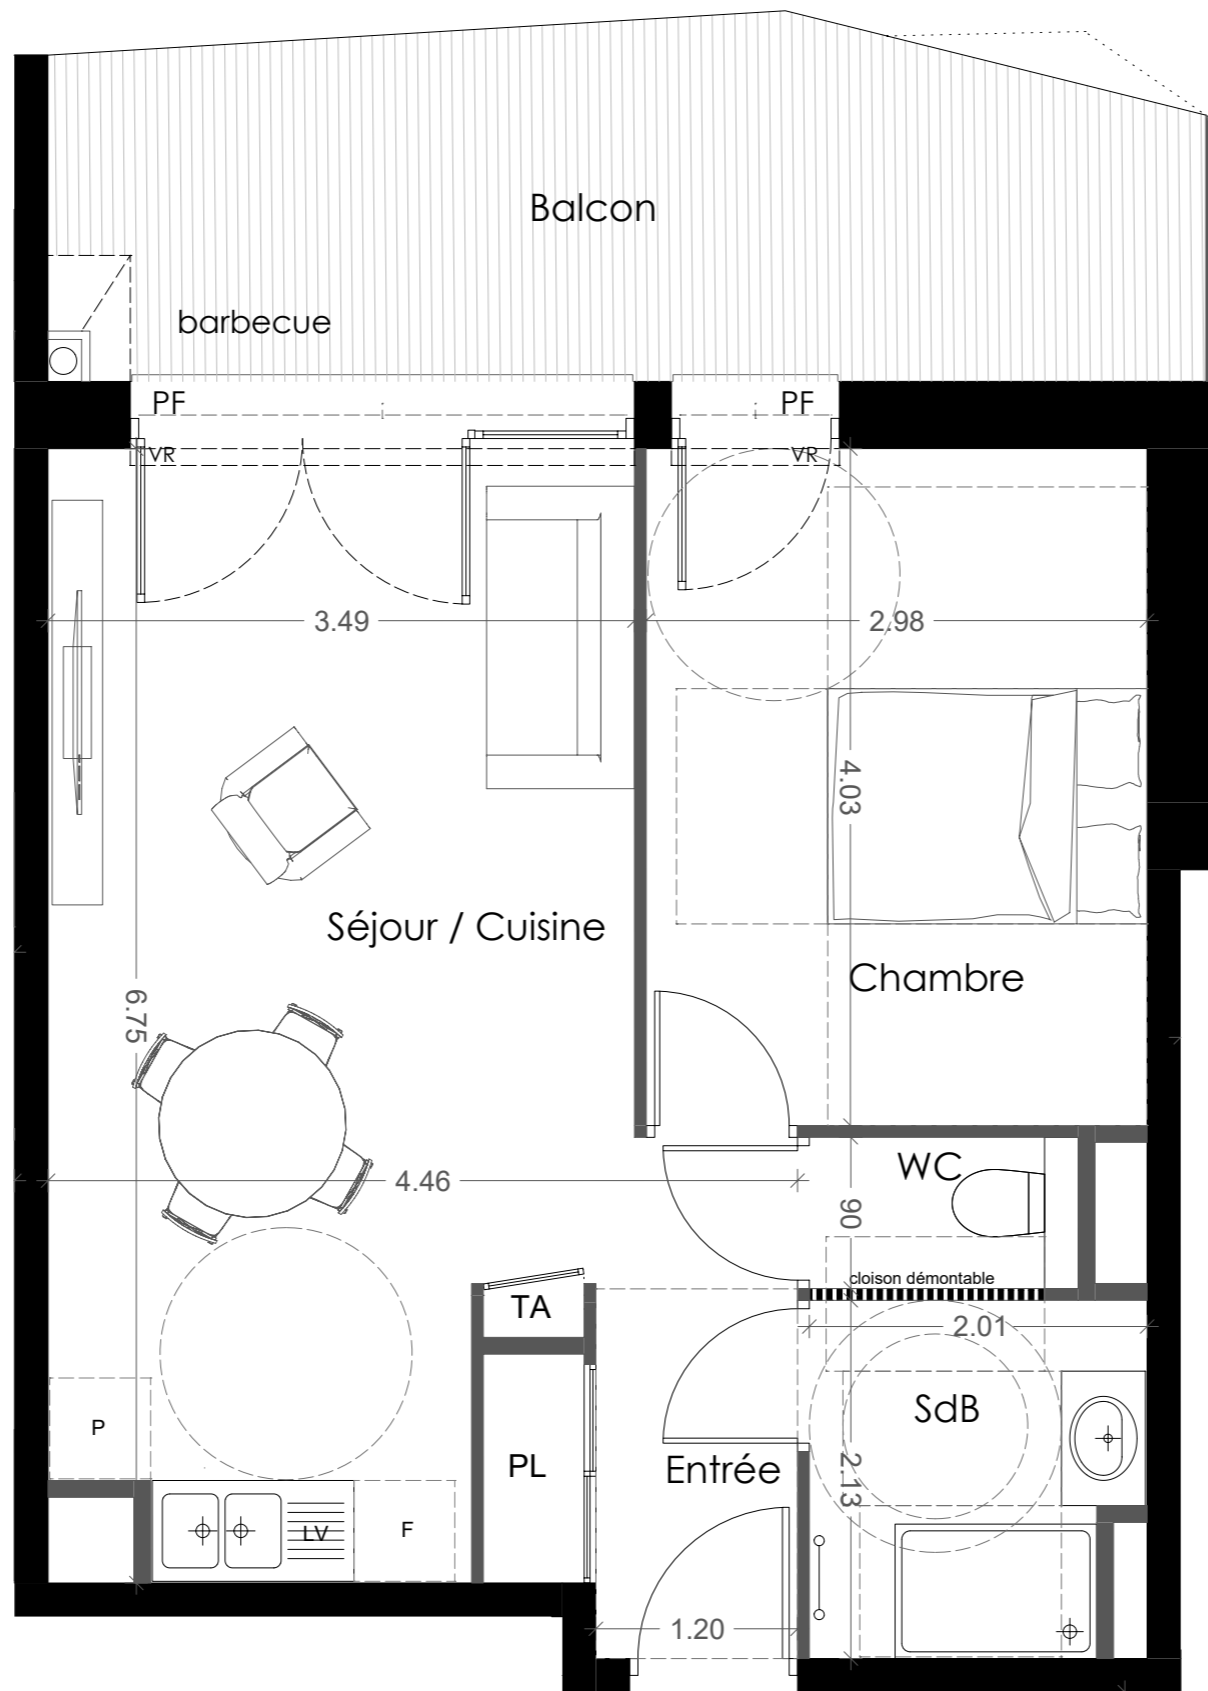 Balcon
barbecue
PF
PF
VR
VR
3.49
2.98
4.03
Séjour / Cuisine
Chambre
6.75
WC
4.46
90
cloison démontable
TA
2.01
SdB
P
PL
Entrée
2.13
LV
F
1.20